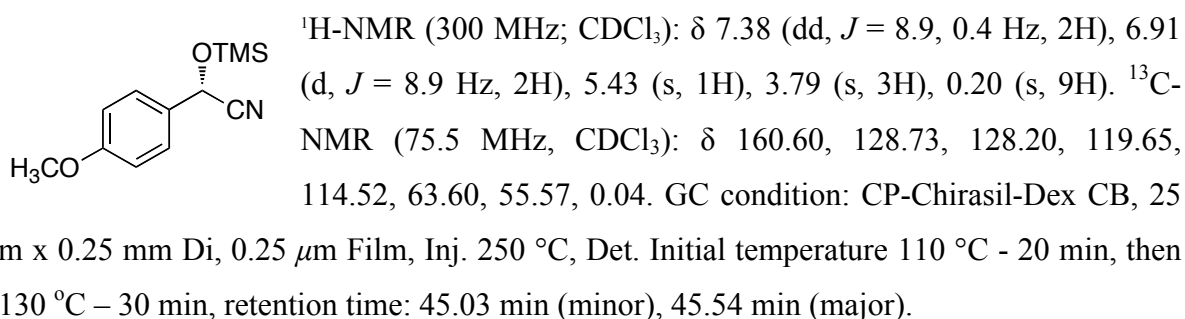 OTMS
CN
H₃CO
¹H-NMR (300 MHz; CDCl₃): δ 7.38 (dd, J = 8.9, 0.4 Hz, 2H), 6.91
(d, J = 8.9 Hz, 2H), 5.43 (s, 1H), 3.79 (s, 3H), 0.20 (s, 9H). ¹³C-
NMR (75.5 MHz, CDCl₃): δ 160.60, 128.73, 128.20, 119.65,
114.52, 63.60, 55.57, 0.04. GC condition: CP-Chirasil-Dex CB, 25
m x 0.25 mm Di, 0.25 μm Film, Inj. 250 °C, Det. Initial temperature 110 °C - 20 min, then
130 °C – 30 min, retention time: 45.03 min (minor), 45.54 min (major).